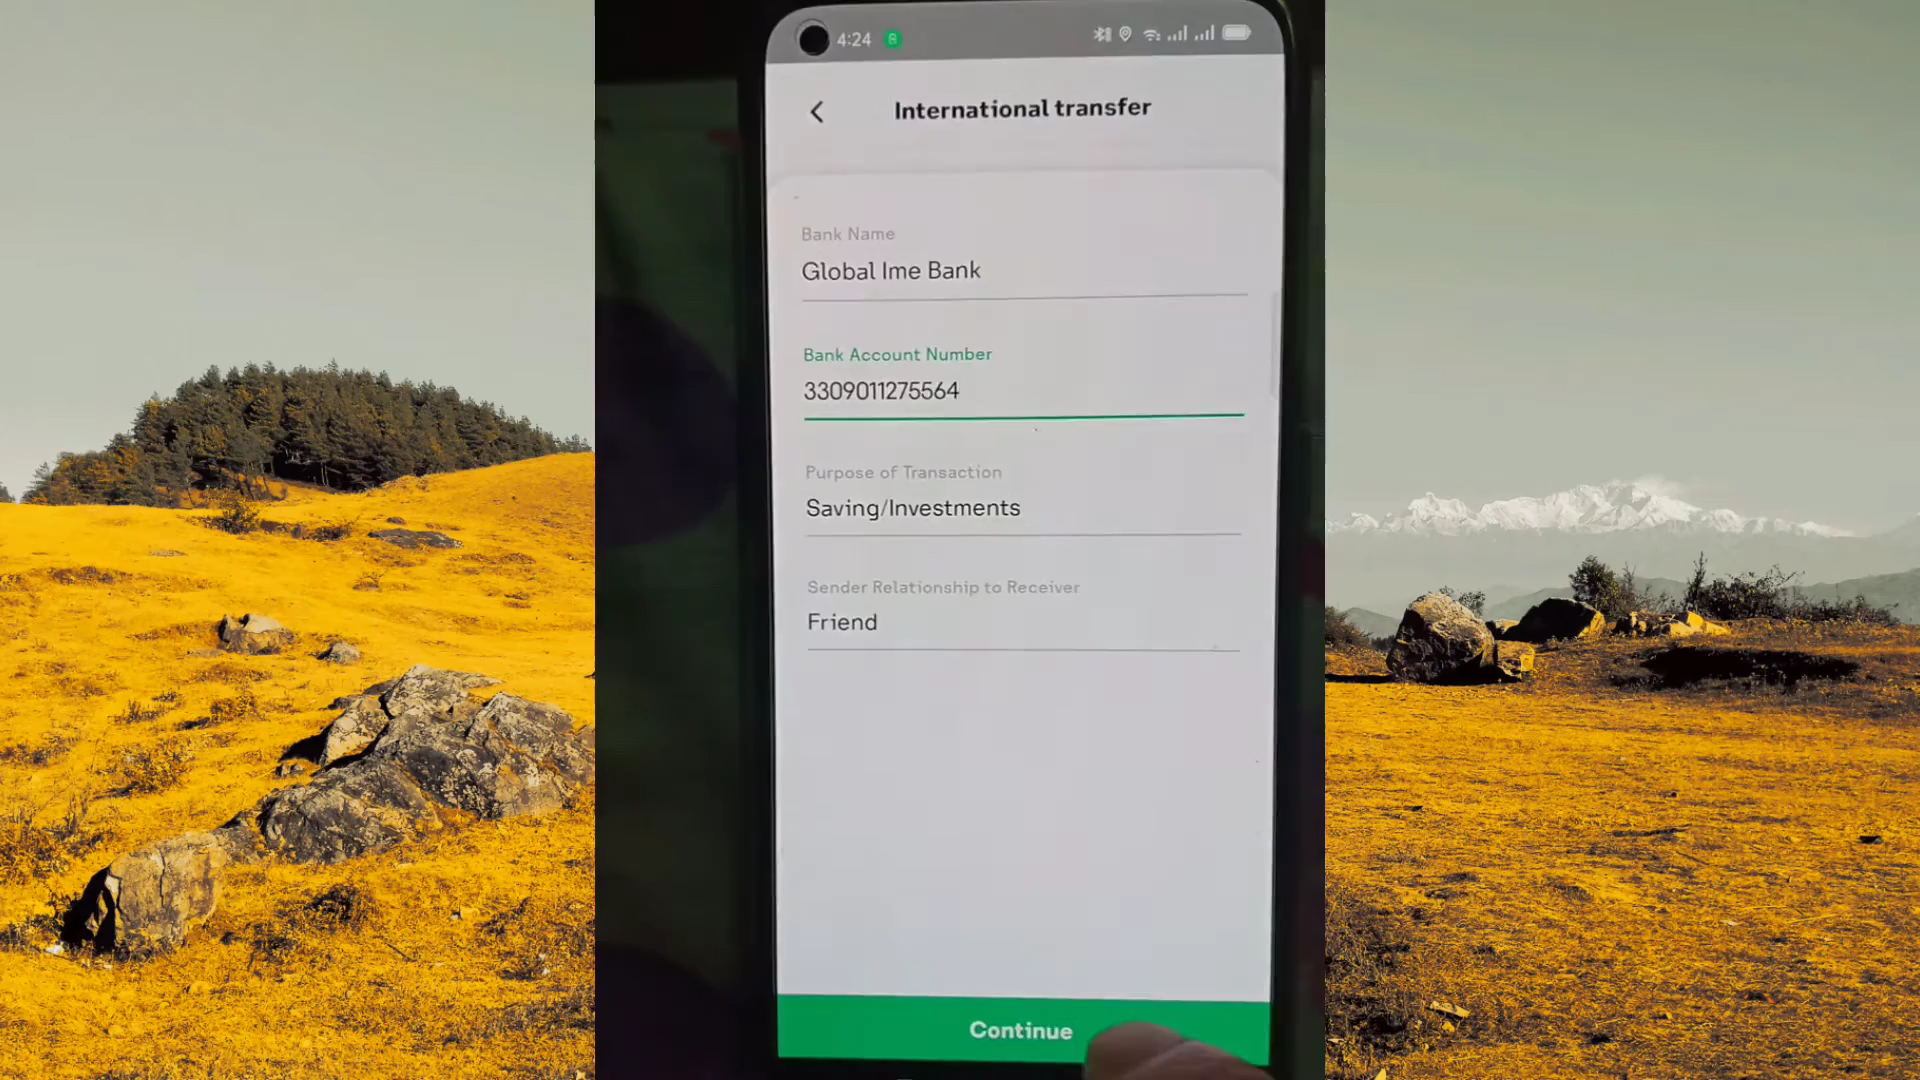 4:24
International transfer
Bank Name
Global Ime Bank
Bank Account Number
3309011275564
Purpose of Transaction
Saving/Investments
Sender Relationship to Receiver
Friend
Continue